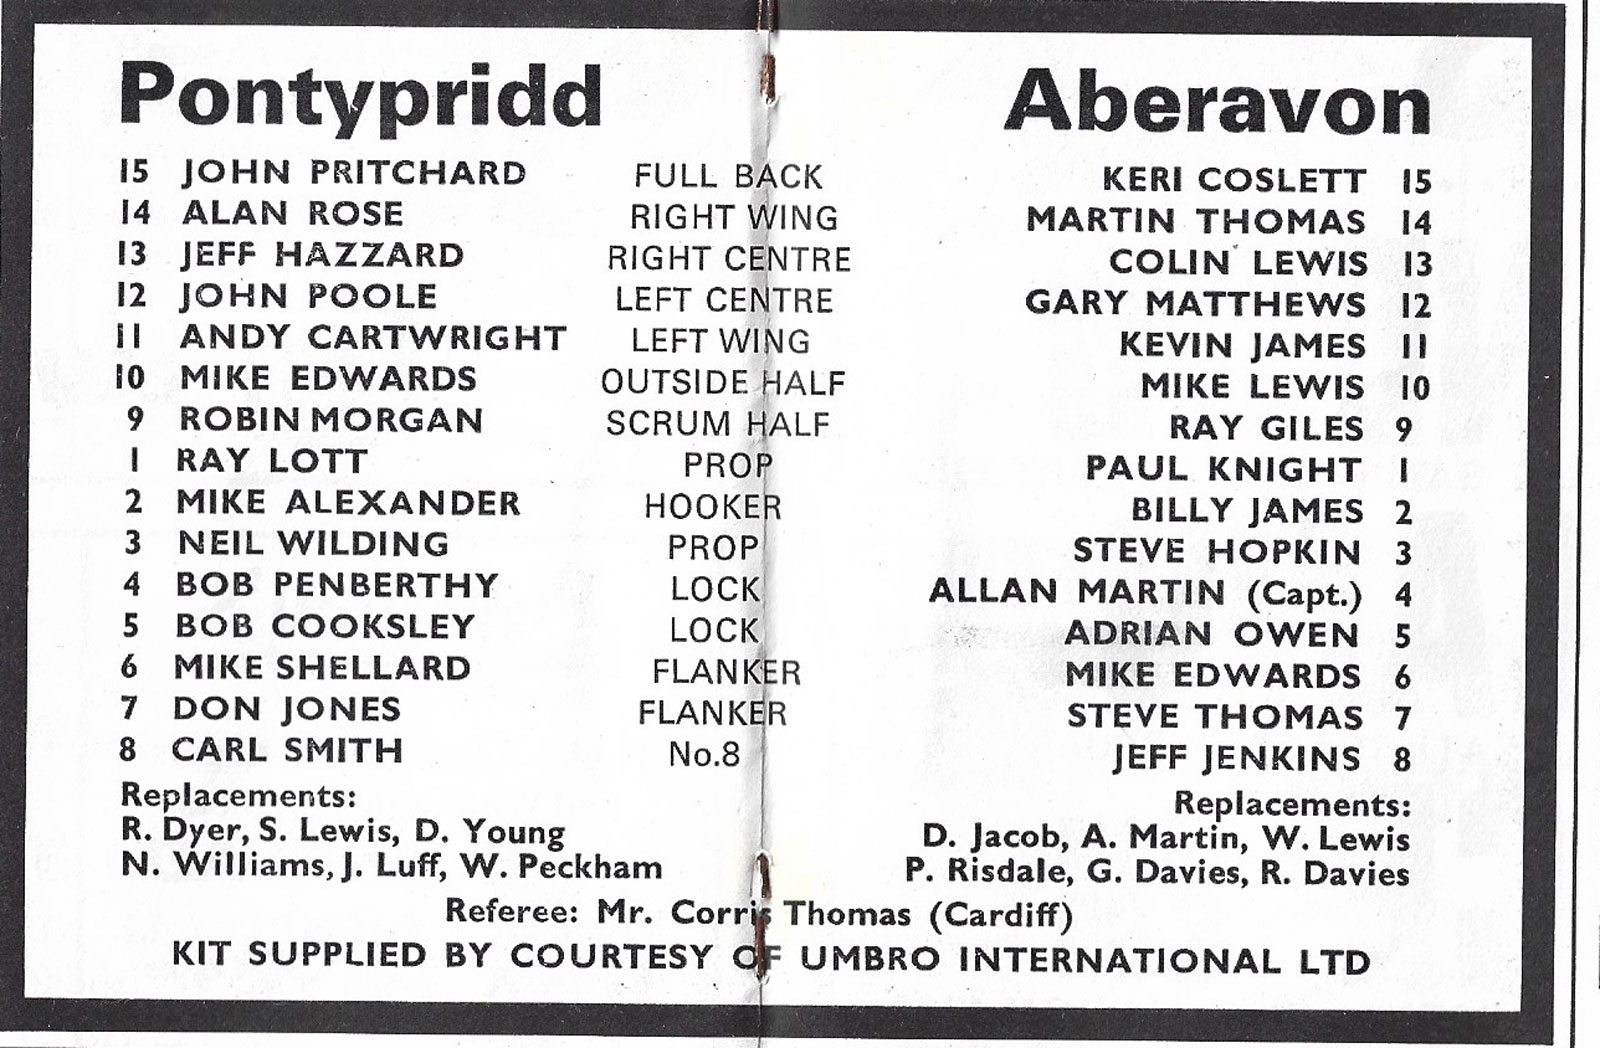 Pontypridd Aberavon
15 JOHN PRITCHARD FULL BACK KERI COSLETT 15
14 ALAN ROSE RIGHT WING MARTIN THOMAS 14
13 JEFF HAZZARD RIGHT CENTRE COLIN LEWIS 13
12 JOHN POOLE LEFT CENTRE GARY MATTHEWS 12
11 ANDY CARTWRIGHT LEFT WING KEVIN JAMES 11
10 MIKE EDWARDS OUTSIDE HALF MIKE LEWIS 10
9 ROBIN MORGAN SCRUM HALF RAY GILES 9
1 RAY LOTT PROP PAUL KNIGHT 1
2 MIKE ALEXANDER HOOKER BILLY JAMES 2
3 NEIL WILDING PROP STEVE HOPKIN 3
4 BOB PENBERTHY LOCK ALLAN MARTIN (Capt.) 4
5 BOB COOKSLEY LOCK ADRIAN OWEN 5
6 MIKE SHELLARD FLANKER MIKE EDWARDS 6
7 DON JONES FLANKER STEVE THOMAS 7
8 CARL SMITH No.8 JEFF JENKINS 8
Replacements: Replacements:
R. Dyer, S. Lewis, D. Young D. Jacob, A. Martin, W. Lewis
N. Williams, J. Luff, W. Peckham P. Risdale, G. Davies, R. Davies
Referee: Mr. Corris Thomas (Cardiff)
KIT SUPPLIED BY COURTESY OF UMBRO INTERNATIONAL LTD